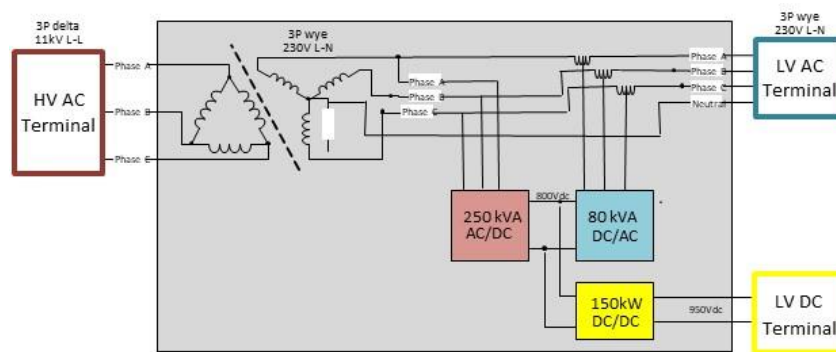 3P delta
11kV L-L
HV AC
Terminal
Phase A
Phase B
Phase C
3P wye
230V L-N
Phase A
Phase B
Phase C
Phase A
Phase B
Phase C
Neutral
3P wye
230V L-N
LV AC
Terminal
250 kVA
AC/DC
800Vdc
80 kVA
DC/AC
150kW
DC/DC
950Vdc
LV DC
Terminal